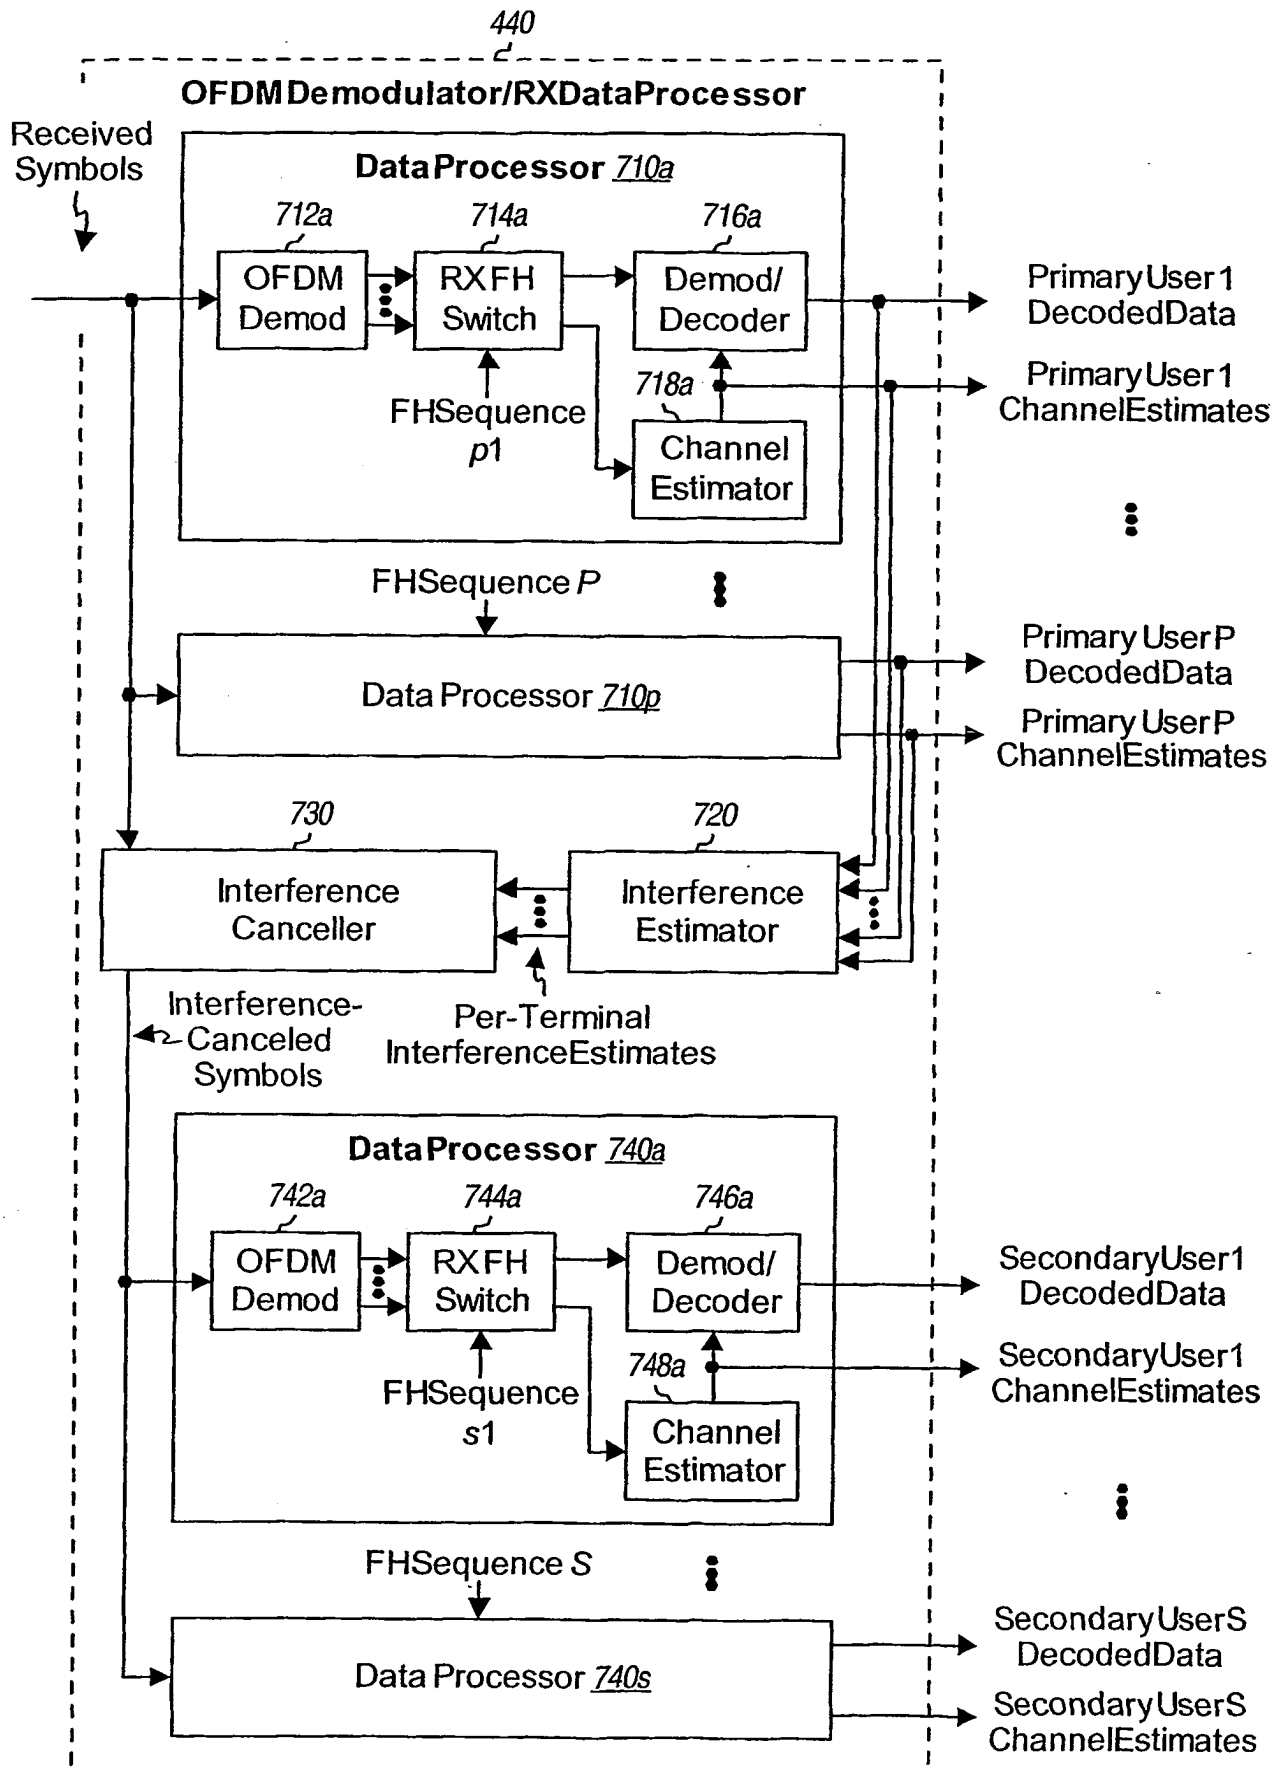 440
OFDM Demodulator/RX Data Processor
Received
Symbols
Data Processor 710a
712a
714a
716a
OFDM
Demod
RX FH
Switch
Demod/
Decoder
Primary User 1
Decoded Data
718a
FH Sequence
p1
Channel
Estimator
Primary User 1
Channel Estimates
FH Sequence P
Data Processor 710p
Primary User P
Decoded Data
Primary User P
Channel Estimates
730
720
Interference
Canceller
Interference
Estimator
Interference-
Canceled
Symbols
Per-Terminal
Interference Estimates
Data Processor 740a
742a
744a
746a
OFDM
Demod
RX FH
Switch
Demod/
Decoder
Secondary User 1
Decoded Data
748a
FH Sequence
s1
Channel
Estimator
Secondary User 1
Channel Estimates
FH Sequence S
Data Processor 740s
Secondary User S
Decoded Data
Secondary User S
Channel Estimates